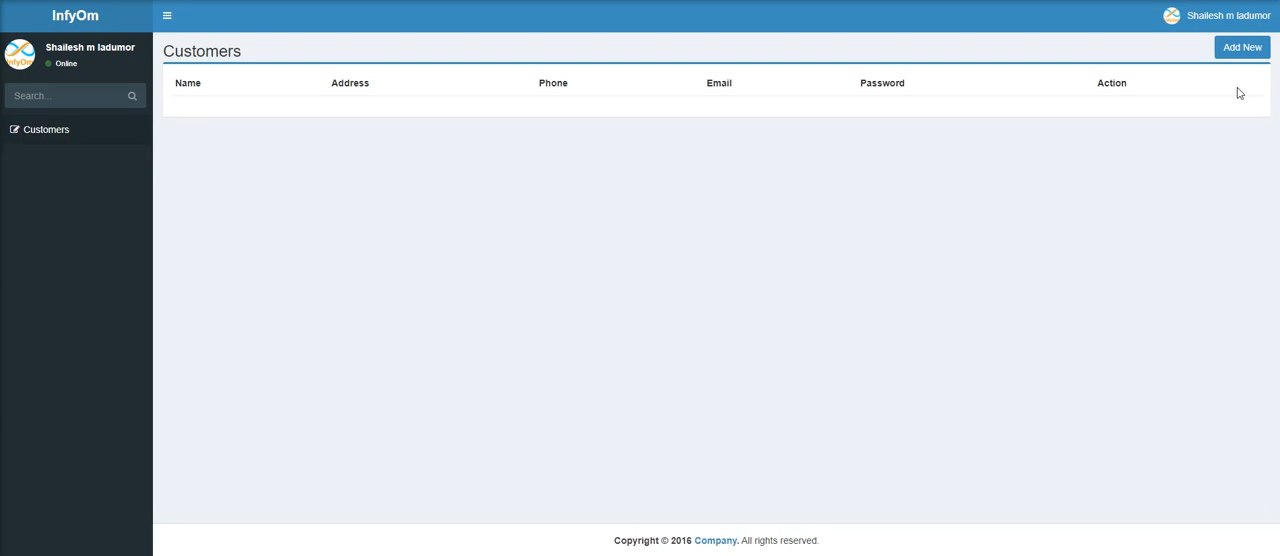 InfyOm
Shailesh m ladumor
InfyOm
Shailesh m ladumor
Online
Search...
Customers
Customers
Add New
Name Address Phone Email Password Action
Copyright © 2016 Company. All rights reserved.